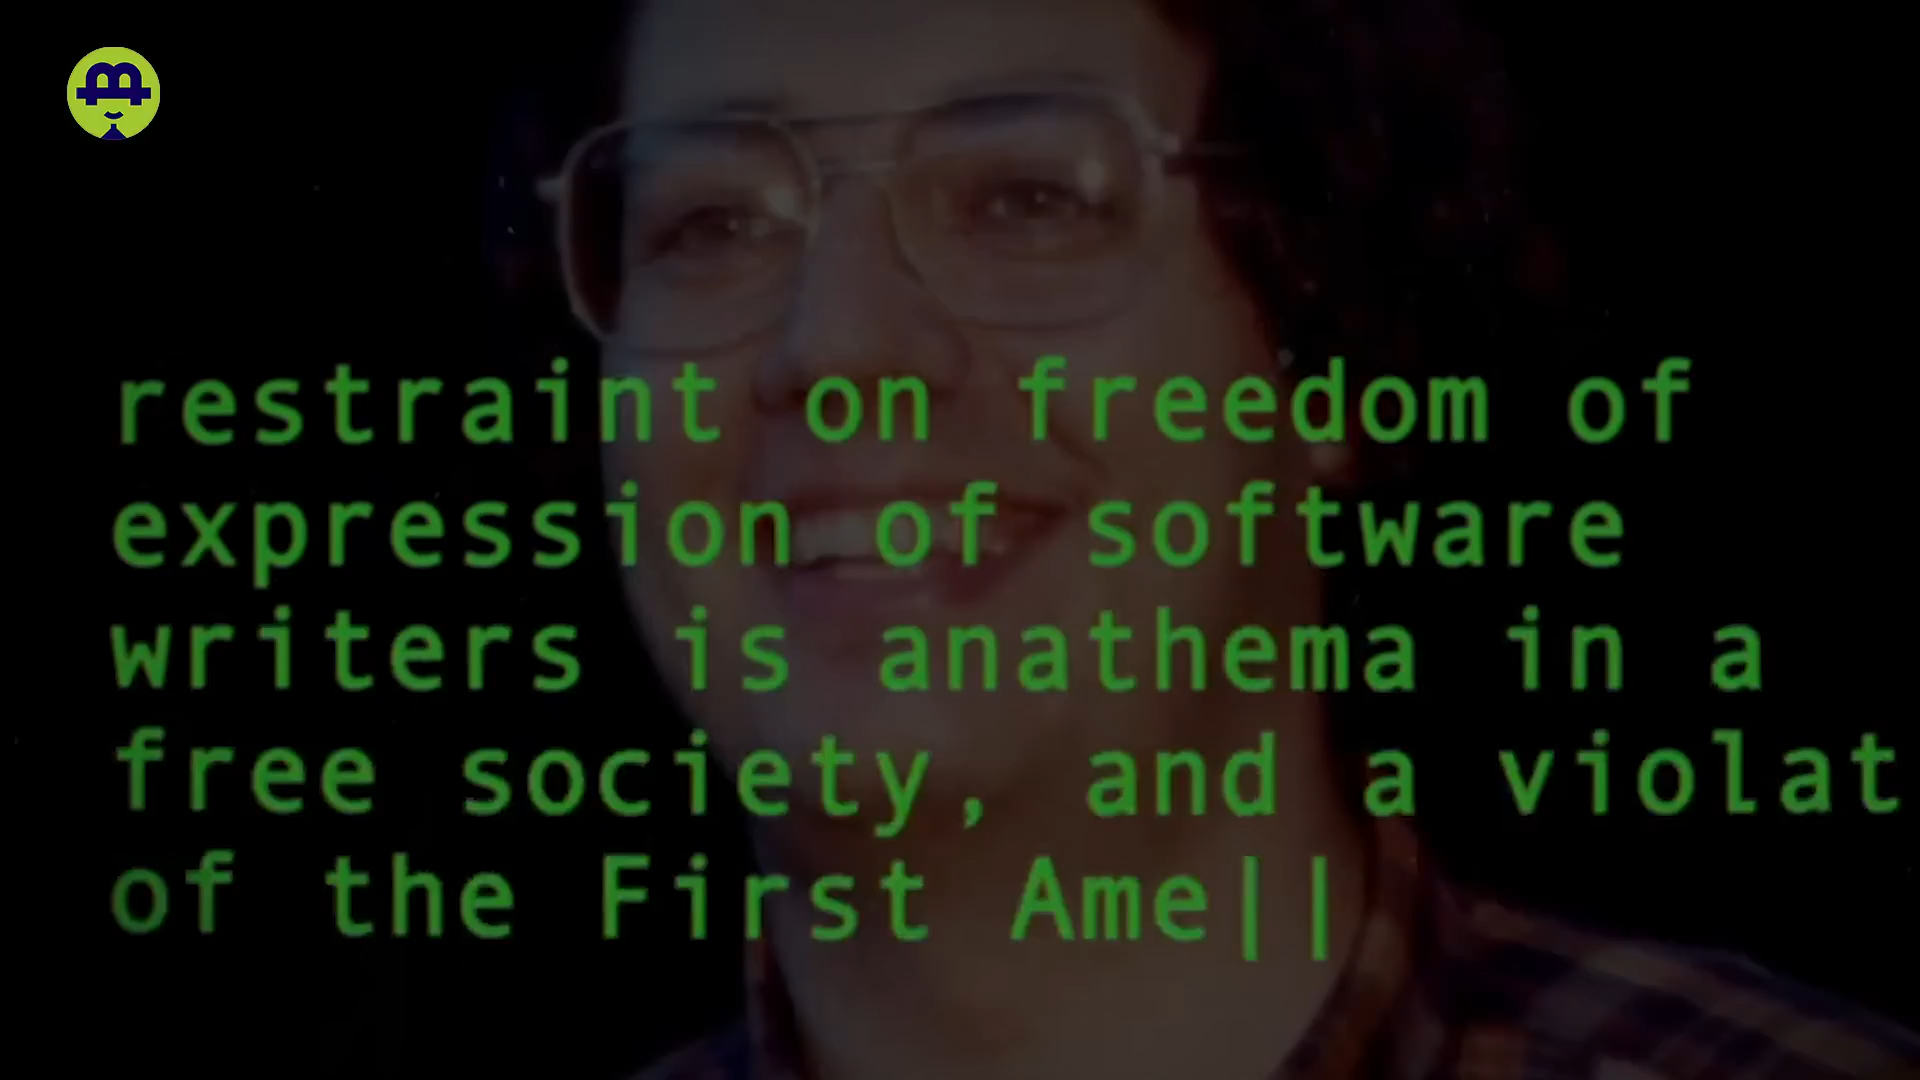 restraint on freedom of
expression of software
writers is anathema in a
free society, and a violat
of the First Ame||